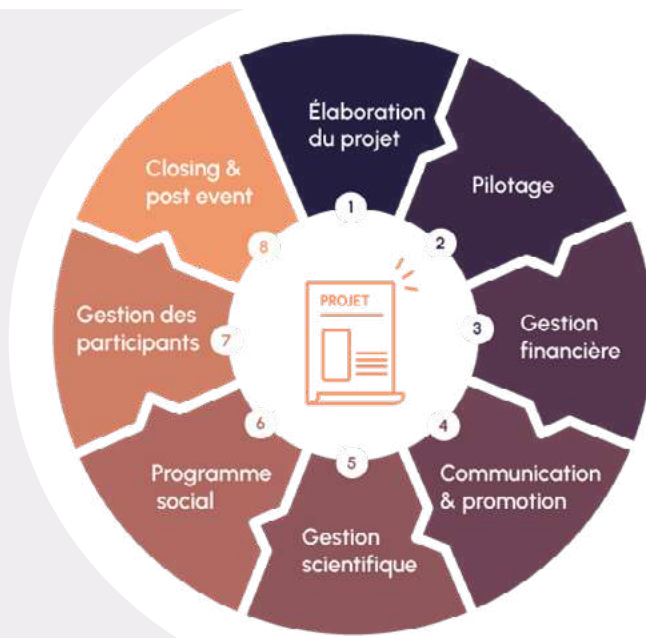 Élaboration
du projet
1
Pilotage
2
Gestion
financière
3
Communication
& promotion
4
Gestion
scientifique
5
Programme
social
6
Gestion des
participants
7
Closing &
post event
8
PROJET